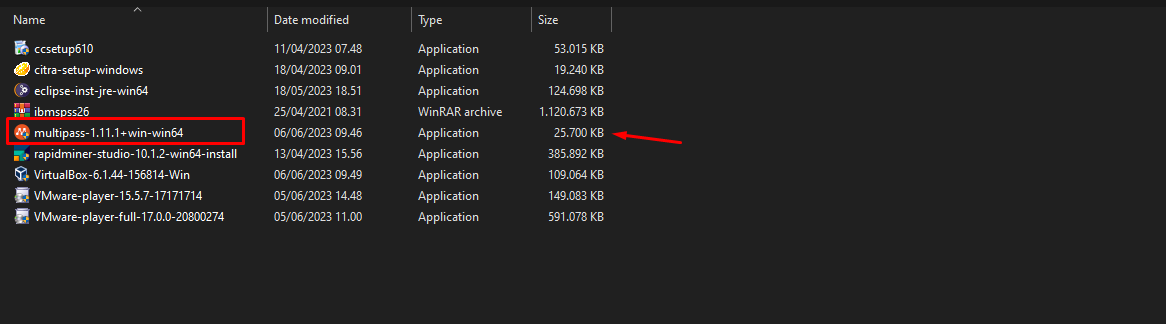 Name Date modified Type Size
ccsetup610 11/04/2023 07.48 Application 53.015 KB
citra-setup-windows 18/04/2023 09.01 Application 19.240 KB
eclipse-inst-jre-win64 18/05/2023 18.51 Application 124.698 KB
ibmspss26 25/04/2021 08.31 WinRAR archive 1.120.673 KB
multipass-1.11.1+win-win64 06/06/2023 09.46 Application 25.700 KB
rapidminer-studio-10.1.2-win64-install 13/04/2023 15.56 Application 385.892 KB
VirtualBox-6.1.44-156814-Win 06/06/2023 09.49 Application 109.064 KB
VMware-player-15.5.7-17171714 05/06/2023 14.48 Application 149.083 KB
VMware-player-full-17.0.0-20800274 05/06/2023 11.00 Application 591.078 KB